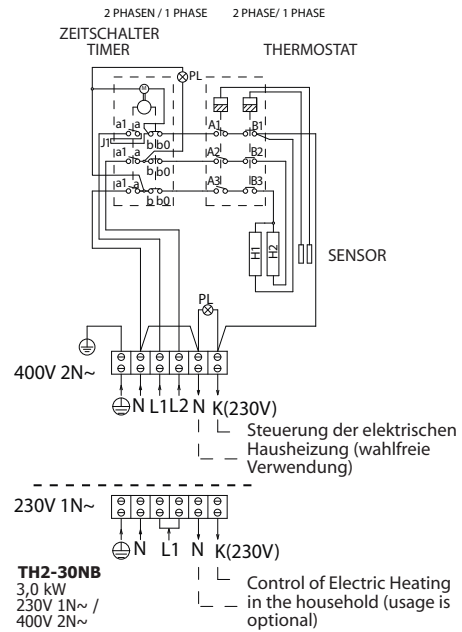 2 PHASEN / 1 PHASE 2 PHASE/ 1 PHASE
ZEITSCHALTER
TIMER
THERMOSTAT
M
PL
a1 a
J1
b b0
A1 B1
a1 a
b b0
A2 B2
a1 a
b b0
A3 B3
H1 H2
SENSOR
PL
400V 2N~
N L1 L2 N K(230V)
Steuerung der elektrischen
Hausheizung (wahlfreie
Verwendung)
230V 1N~
N L1 N K(230V)
TH2-30NB
3,0 kW
230V 1N~ /
400V 2N~
Control of Electric Heating
in the household (usage is
optional)